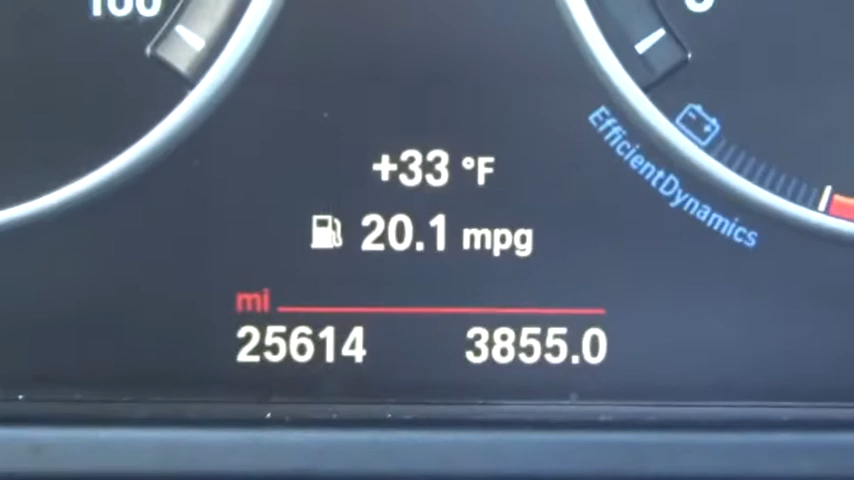 +33 °F
20.1 mpg
EfficientDynamics
mi
25614 3855.0